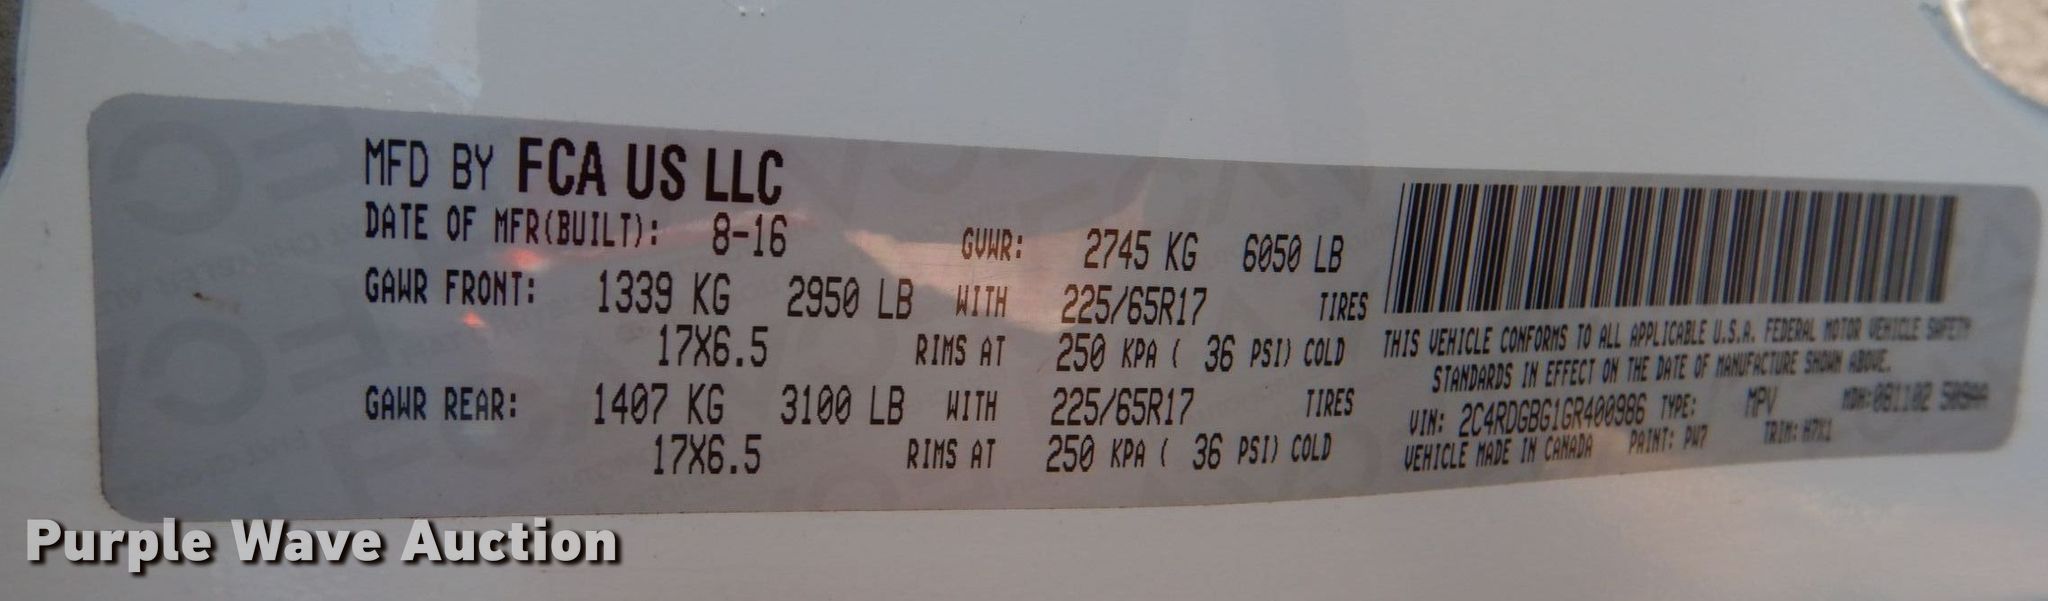 MFD BY FCA US LLC
DATE OF MFR(BUILT): 8-16 GVWR: 2745 KG 6050 LB
GAWR FRONT: 1339 KG 2950 LB WITH 225/65R17 TIRES
17X6.5 RIMS AT 250 KPA ( 36 PSI) COLD
GAWR REAR: 1407 KG 3100 LB WITH 225/65R17 TIRES
17X6.5 RIMS AT 250 KPA ( 36 PSI) COLD
THIS VEHICLE CONFORMS TO ALL APPLICABLE U.S.A. FEDERAL MOTOR VEHICLE SAFETY
STANDARDS IN EFFECT ON THE DATE OF MANUFACTURE SHOWN ABOVE.
VIN: 2C4RDGBG1GR400986 TYPE: MPV MDH:
VEHICLE MADE IN CANADA PAINT: PW7 TRIM: H7X1
Purple Wave Auction